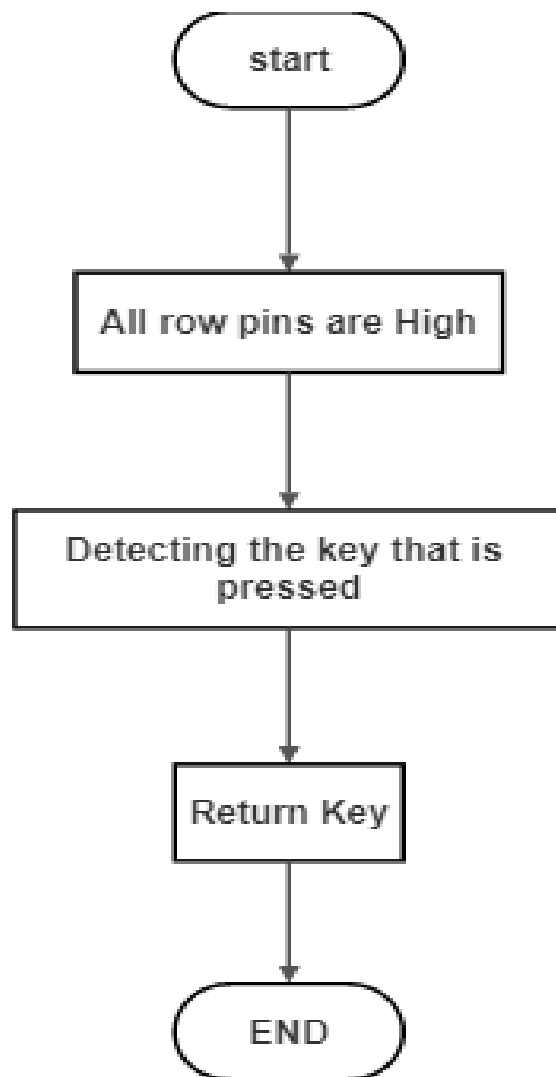 start
All row pins are High
Detecting the key that is
pressed
Return Key
END